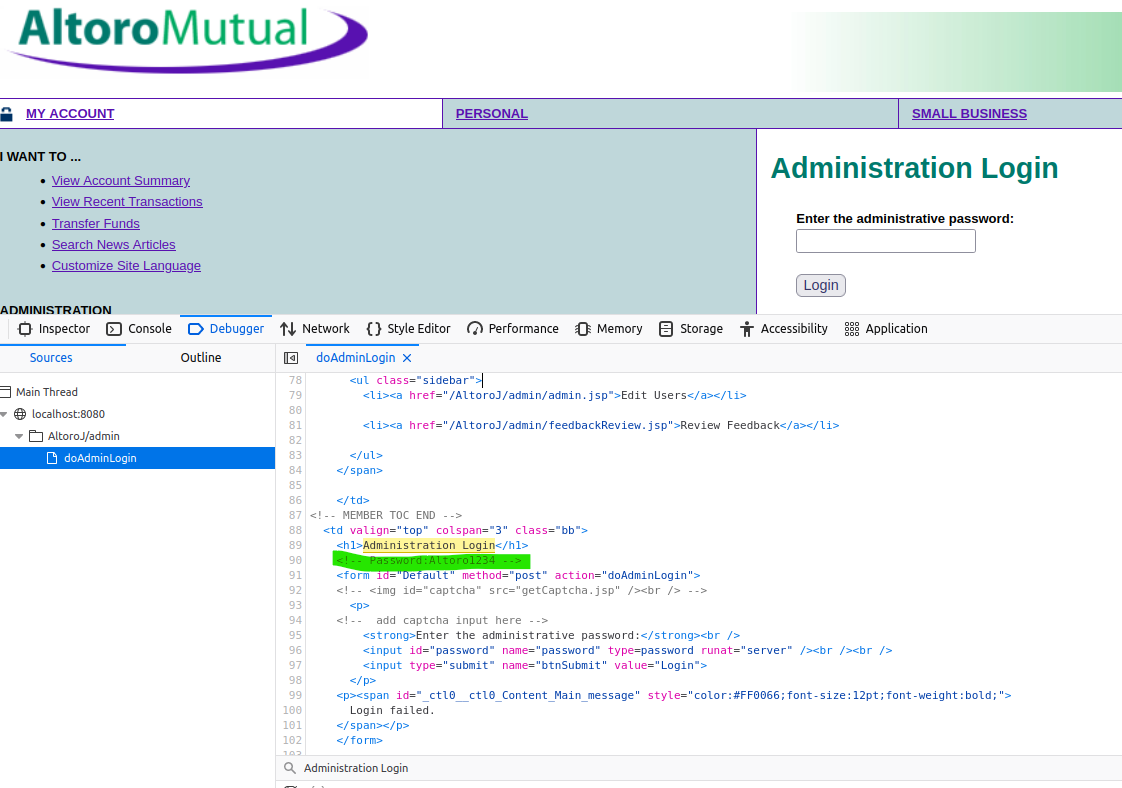 AltoroMutual
MY ACCOUNT
PERSONAL
SMALL BUSINESS
I WANT TO ...
View Account Summary
View Recent Transactions
Transfer Funds
Search News Articles
Customize Site Language
ADMINISTRATION
Administration Login
Enter the administrative password:
Login
Inspector Console Debugger Network Style Editor Performance Memory Storage Accessibility Application
Sources Outline
Main Thread
localhost:8080
AltoroJ/admin
doAdminLogin
doAdminLogin
78 <ul class="sidebar">
79 <li><a href="/AltoroJ/admin/admin.jsp">Edit Users</a></li>
80
81 <li><a href="/AltoroJ/admin/feedbackReview.jsp">Review Feedback</a></li>
82
83 </ul>
84 </span>
85
86 </td>
87 <!-- MEMBER TOC END -->
88 <td valign="top" colspan="3" class="bb">
89 <h1>Administration Login</h1>
90 <!-- Password:Altoro1234 -->
91 <form id="Default" method="post" action="doAdminLogin">
92 <!-- <img id="captcha" src="getCaptcha.jsp" /><br /> -->
93 <p>
94 <!--  add captcha input here -->
95 <strong>Enter the administrative password:</strong><br />
96 <input id="password" name="password" type=password runat="server" /><br /><br />
97 <input type="submit" name="btnSubmit" value="Login">
98 </p>
99 <p><span id="_ctl0__ctl0_Content_Main_message" style="color:#FF0066;font-size:12pt;font-weight:bold;">
100 Login failed.
101 </span></p>
102 </form>
103
Administration Login